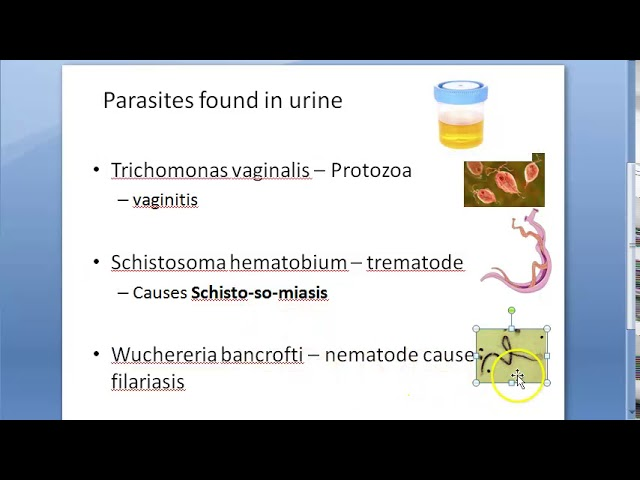 Parasites found in urine
• Trichomonas vaginalis – Protozoa
– vaginitis
• Schistosoma hematobium – trematode
– Causes Schisto-so-miasis
• Wuchereria bancrofti – nematode cause
filariasis